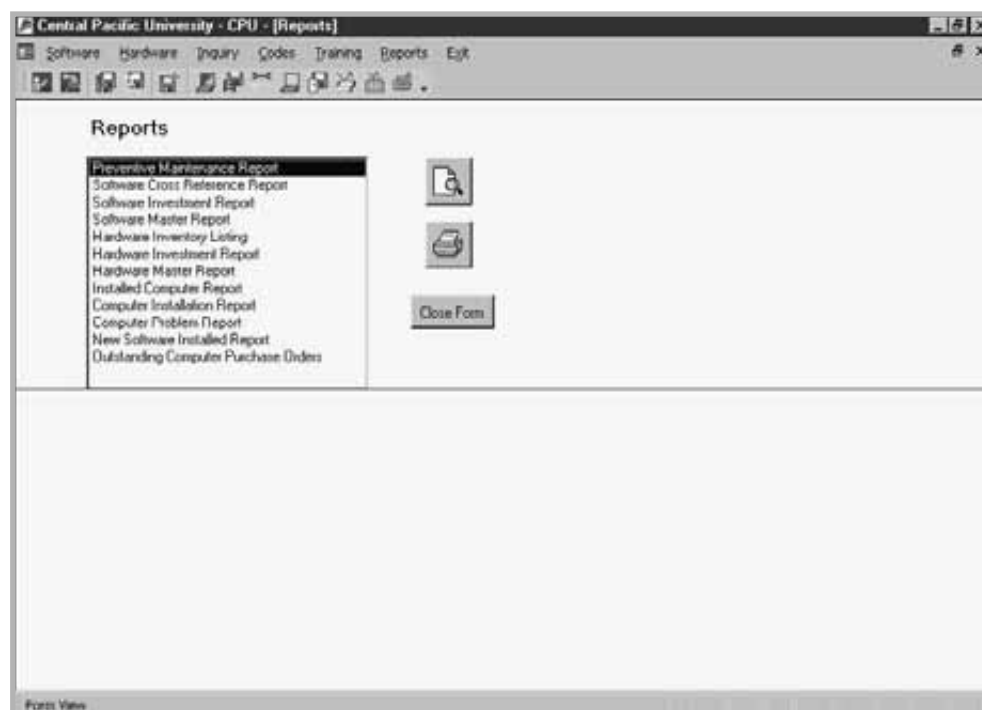 Central Pacific University - CPU - [Reports]
Software Hardware Inquiry Codes Training Reports Exit
Reports
Preventive Maintenance Report
Software Cross Reference Report
Software Investment Report
Software Master Report
Hardware Inventory Listing
Hardware Investment Report
Hardware Master Report
Installed Computer Report
Computer Installation Report
Computer Problem Report
New Software Installed Report
Outstanding Computer Purchase Orders
Close Form
Form View